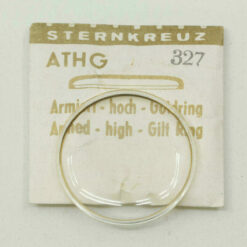 STERNKREUZ
ATHG 327
Armiert - hoch - Goldring
Armed - high - Gilt Ring